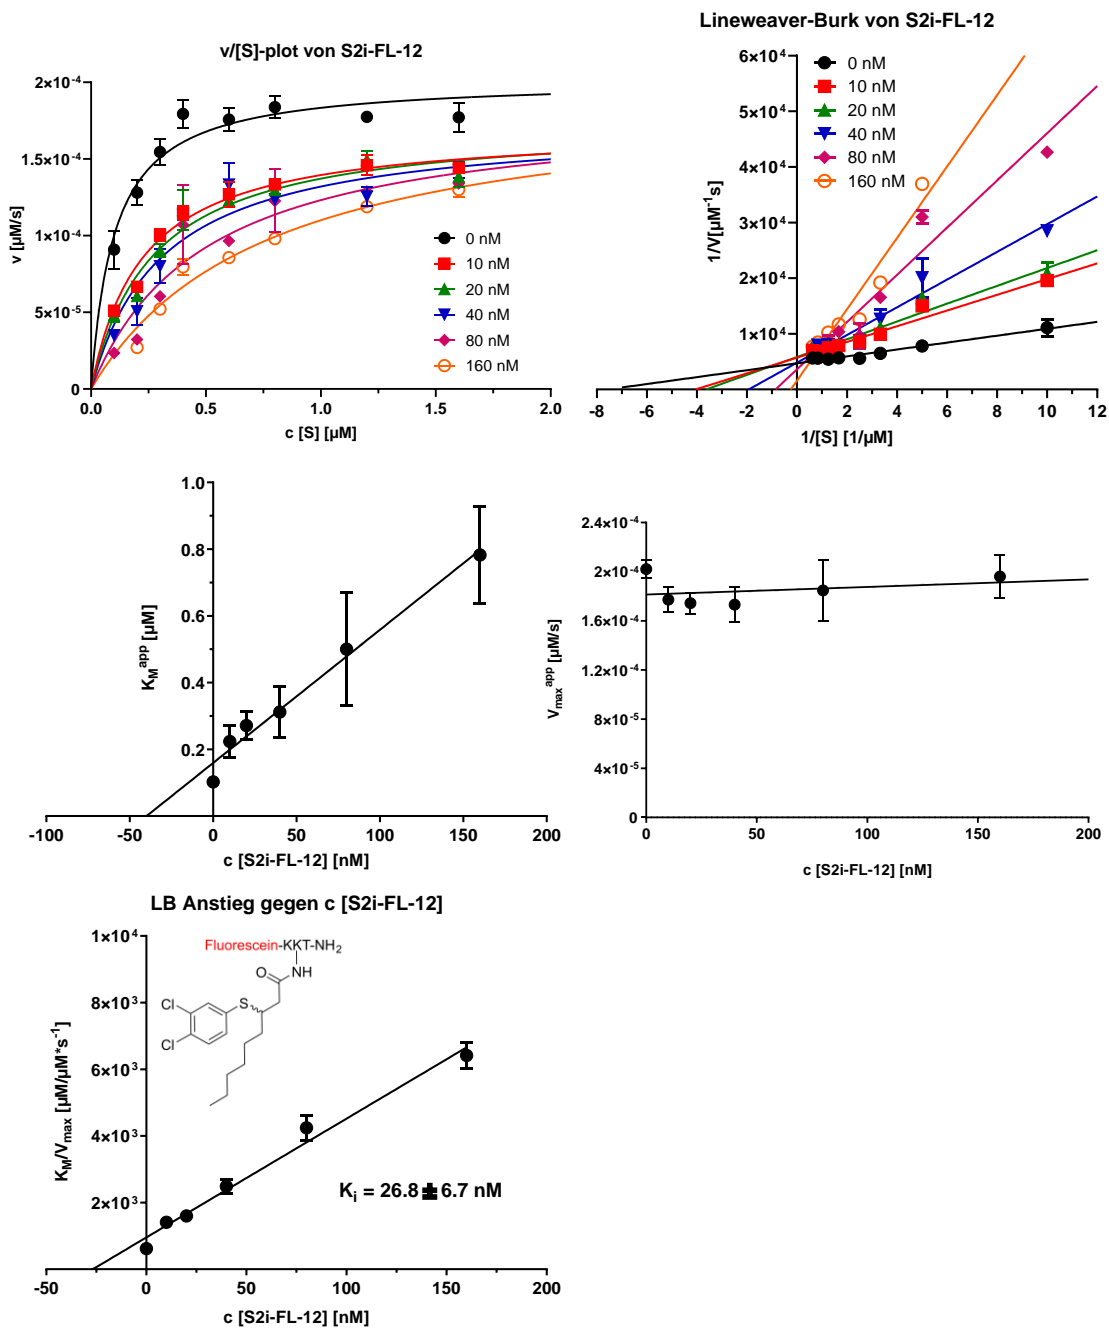 v/[S]-plot von S2i-FL-12
2×10⁻⁴
1.5×10⁻⁴
1×10⁻⁴
5×10⁻⁵
0
v [µM/s]
0.0 0.5 1.0 1.5 2.0
c [S] [µM]
0 nM
10 nM
20 nM
40 nM
80 nM
160 nM
Lineweaver-Burk von S2i-FL-12
6×10⁴
5×10⁴
4×10⁴
3×10⁴
2×10⁴
1×10⁴
1/V[µM⁻¹s]
-8 -6 -4 -2 0 2 4 6 8 10 12
1/[S] [1/µM]
0 nM
10 nM
20 nM
40 nM
80 nM
160 nM
1.0
0.8
0.6
0.4
0.2
K_M^app [µM]
-100 -50 0 50 100 150 200
c [S2i-FL-12] [nM]
2.4×10⁻⁴
2×10⁻⁴
1.6×10⁻⁴
1.2×10⁻⁴
8×10⁻⁵
4×10⁻⁵
0
V_max^app [µM/s]
0 50 100 150 200
c [S2i-FL-12] [nM]
LB Anstieg gegen c [S2i-FL-12]
1×10⁴
8×10³
6×10³
4×10³
2×10³
K_M/V_max [µM/µM*s⁻¹]
Fluorescein-KKT-NH₂
NH
O
S
Cl
Cl
K_i = 26.8 ± 6.7 nM
-50 0 50 100 150 200
c [S2i-FL-12] [nM]